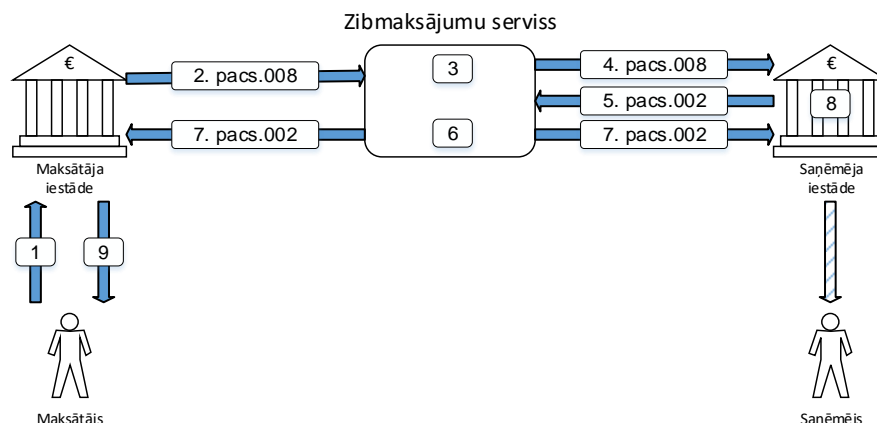 Zibmaksājumu serviss
€
2. pacs.008
3
4. pacs.008
€
5. pacs.002
8
7. pacs.002
6
7. pacs.002
Maksātāja
iestāde
Saņēmēja
iestāde
1
9
Maksātājs
Saņēmējs